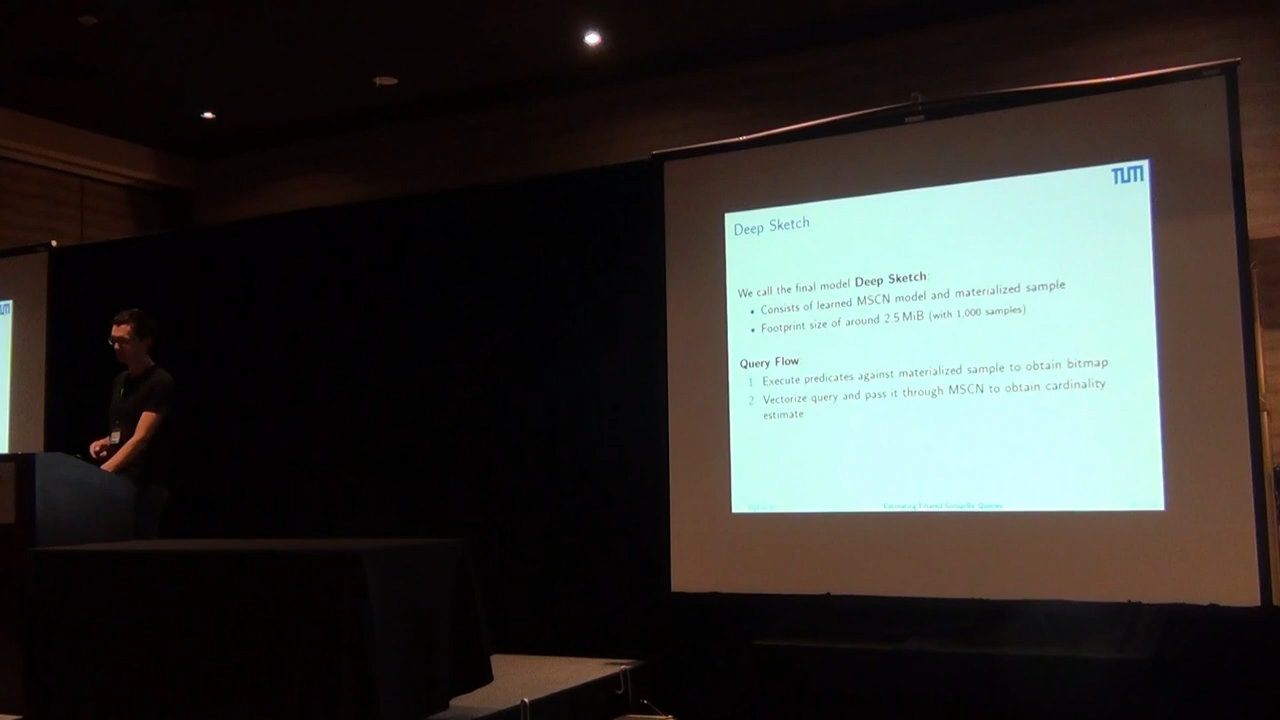 TUM
Deep Sketch
We call the final model Deep Sketch:
• Consists of learned MSCN model and materialized sample
• Footprint size of around 2.5 MiB (with 1,000 samples)
Query Flow:
1 Execute predicates against materialized sample to obtain bitmap
2 Vectorize query and pass it through MSCN to obtain cardinality
estimate
Estimating Filtered Group-By Queries